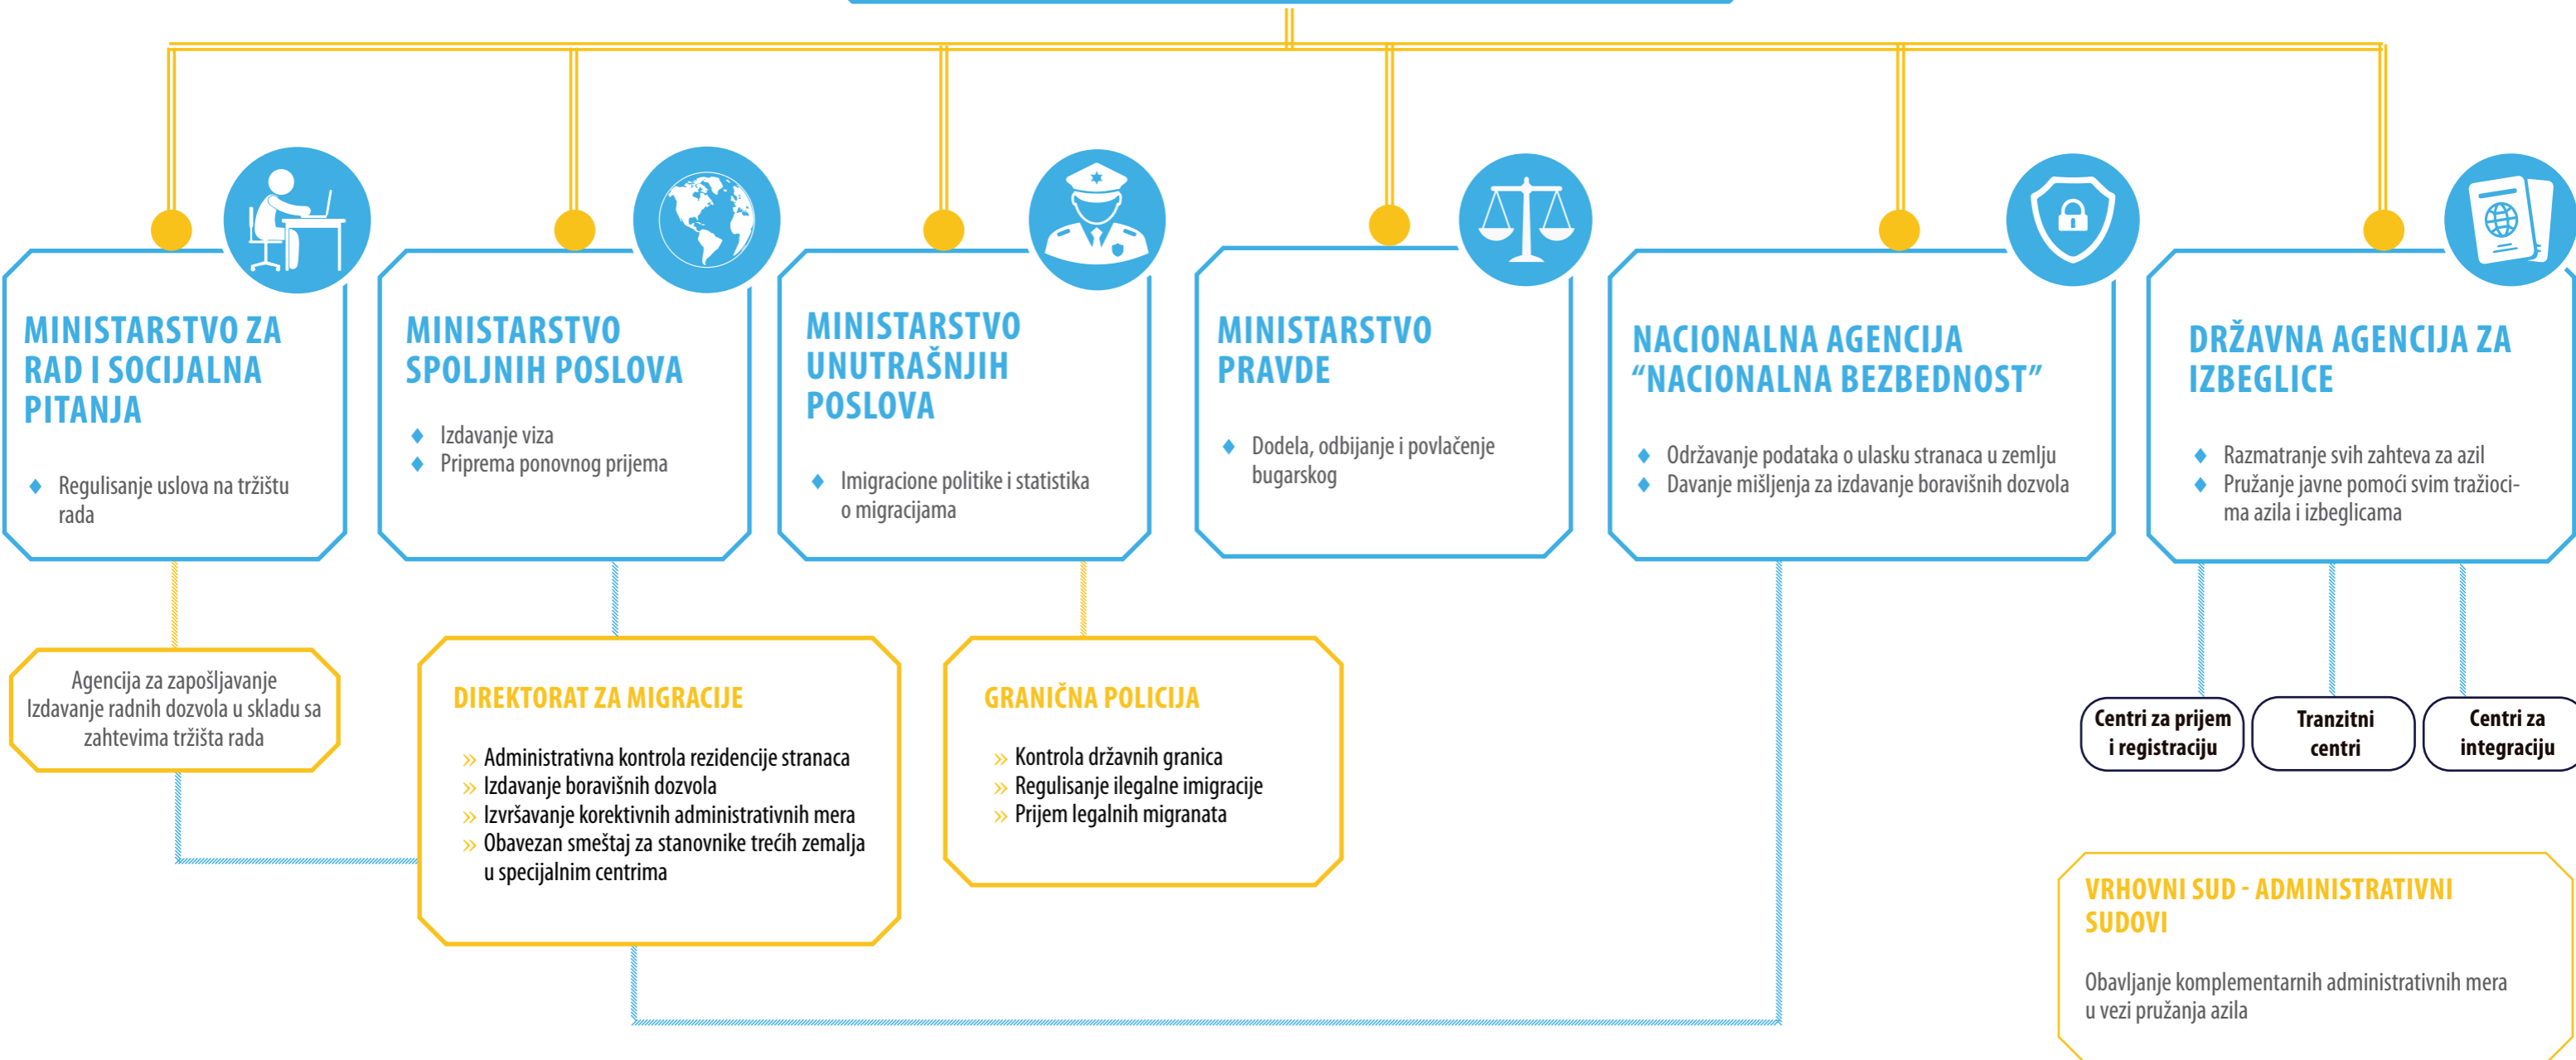 MINISTARSTVO ZA
RAD I SOCIJALNA
PITANJA
Regulisanje uslova na tržištu
rada
MINISTARSTVO
SPOLJNIH POSLOVA
Izdavanje viza
Priprema ponovnog prijema
MINISTARSTVO
UNUTRAŠNJIH
POSLOVA
Imigracione politike i statistika
o migracijama
MINISTARSTVO
PRAVDE
Dodela, odbijanje i povlačenje
bugarskog
NACIONALNA AGENCIJA
“NACIONALNA BEZBEDNOST”
Održavanje podataka o ulasku stranaca u zemlju
Davanje mišljenja za izdavanje boravišnih dozvola
DRŽAVNA AGENCIJA ZA
IZBEGLICE
Razmatranje svih zahteva za azil
Pružanje javne pomoći svim tražioci-
ma azila i izbeglicama
Agencija za zapošljavanje
Izdavanje radnih dozvola u skladu sa
zahtevima tržišta rada
DIREKTORAT ZA MIGRACIJE
» Administrativna kontrola rezidencije stranaca
» Izdavanje boravišnih dozvola
» Izvršavanje korektivnih administrativnih mera
» Obavezan smeštaj za stanovnike trećih zemalja
u specijalnim centrima
GRANIČNA POLICIJA
» Kontrola državnih granica
» Regulisanje ilegalne imigracije
» Prijem legalnih migranata
Centri za prijem
i registraciju
Tranzitni
centri
Centri za
integraciju
VRHOVNI SUD - ADMINISTRATIVNI
SUDOVI
Obavljanje komplementarnih administrativnih mera
u vezi pružanja azila